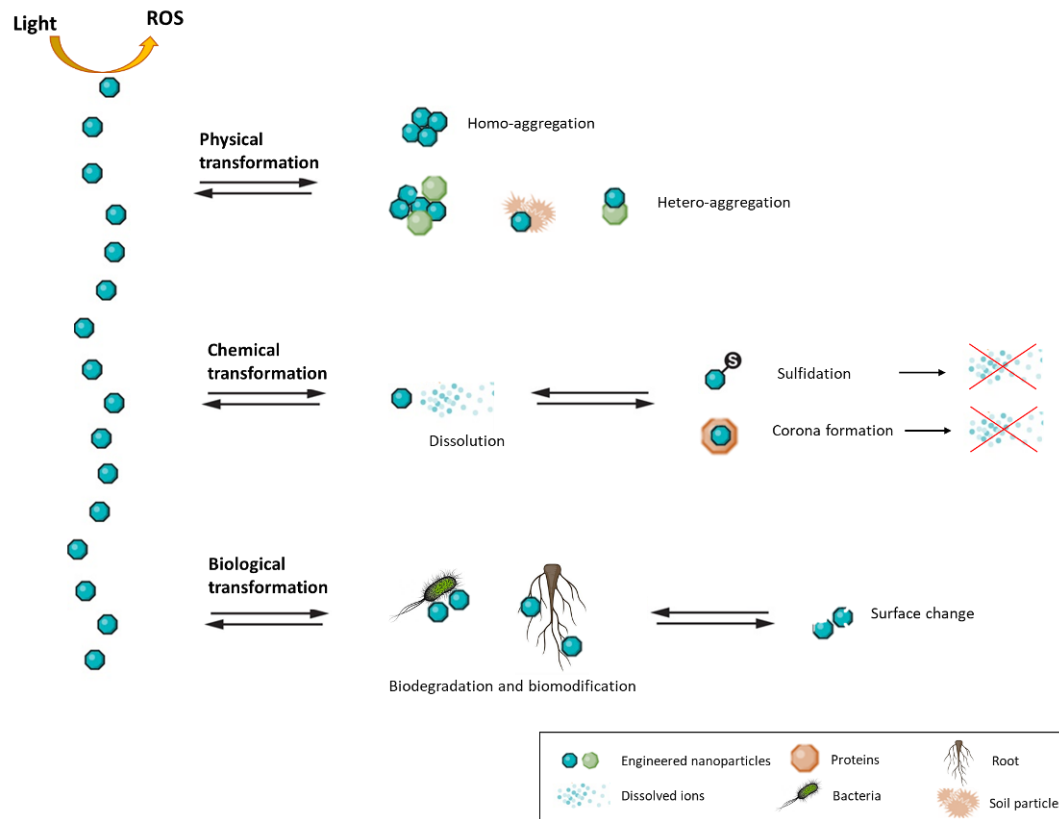 Light
ROS
Physical
transformation
Homo-aggregation
Hetero-aggregation
Chemical
transformation
Dissolution
S
Sulfidation
Corona formation
Biological
transformation
Biodegradation and biomodification
Surface change
Engineered nanoparticles
Proteins
Root
Dissolved ions
Bacteria
Soil particle